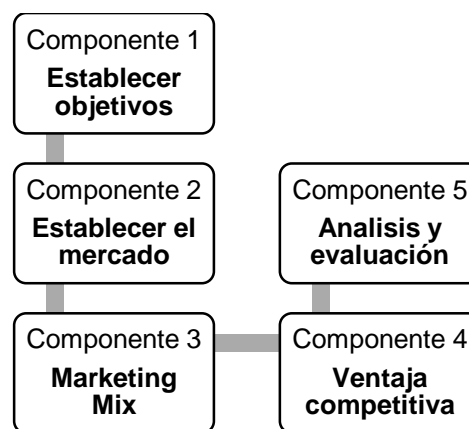 Componente 1
Establecer
objetivos
Componente 2
Establecer el
mercado
Componente 3
Marketing
Mix
Componente 4
Ventaja
competitiva
Componente 5
Analisis y
evaluación